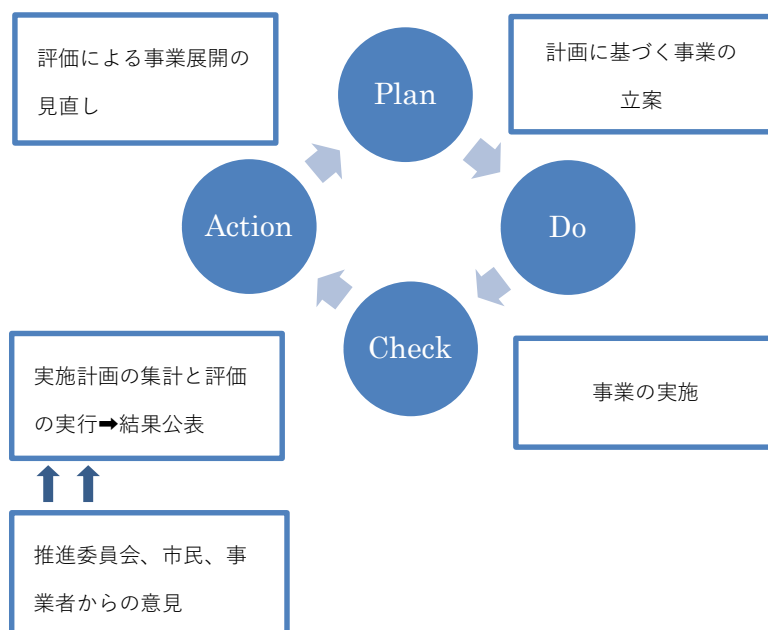 評価による事業展開の
見直し
Plan
計画に基づく事業の
立案
Action
Do
Check
実施計画の集計と評価
の実行➡結果公表
事業の実施
推進委員会、市民、事
業者からの意見